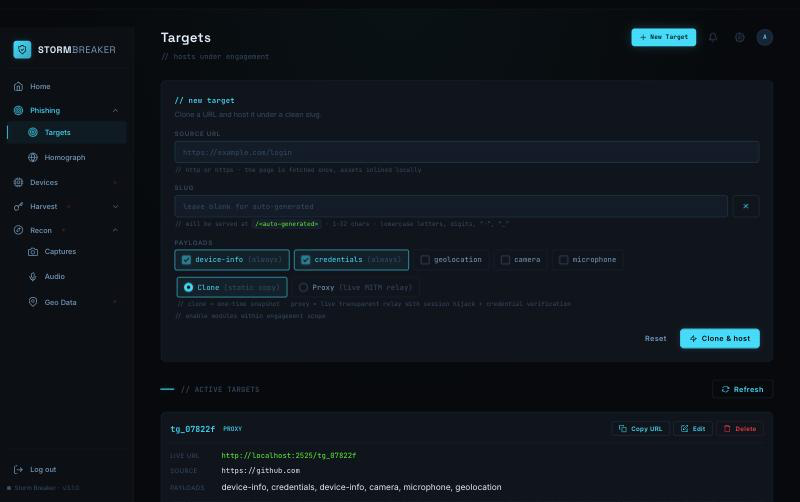 STORMBREAKER
Home
Phishing
Targets
Homograph
Devices
Harvest
Recon
Captures
Audio
Geo Data
Log out
Storm Breaker · v3.1.0
Targets
// hosts under engagement
+ New Target
A
// new target
Clone a URL and host it under a clean slug.
SOURCE URL
https://example.com/login
// http or https · the page is fetched once, assets inlined locally
SLUG
leave blank for auto-generated
// will be served at /<auto-generated> · 1-32 chars · lowercase letters, digits, "-", "_"
PAYLOADS
device-info (always) credentials (always) geolocation camera microphone
Clone (static copy) Proxy (live MITM relay)
// clone = one-time snapshot · proxy = live transparent relay with session hijack + credential verification
// enable modules within engagement scope
Reset Clone & host
// ACTIVE TARGETS Refresh
tg_07822f PROXY Copy URL Edit Delete
LIVE URL http://localhost:2525/tg_07822f
SOURCE https://github.com
PAYLOADS device-info, credentials, device-info, camera, microphone, geolocation